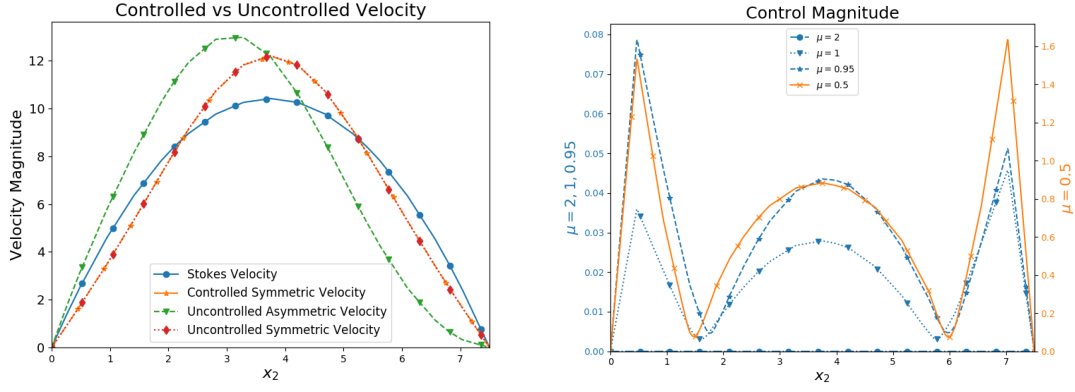 Controlled vs Uncontrolled Velocity
Velocity Magnitude
12
10
8
6
4
2
0
0 1 2 3 4 5 6 7
x₂
Stokes Velocity
Controlled Symmetric Velocity
Uncontrolled Asymmetric Velocity
Uncontrolled Symmetric Velocity
Control Magnitude
μ = 2, 1, 0.95
0.08
0.07
0.06
0.05
0.04
0.03
0.02
0.01
0.00
0 1 2 3 4 5 6 7
x₂
μ = 2
μ = 1
μ = 0.95
μ = 0.5
1.6
1.4
1.2
1.0
0.8
0.6
0.4
0.2
0.0
μ = 0.5